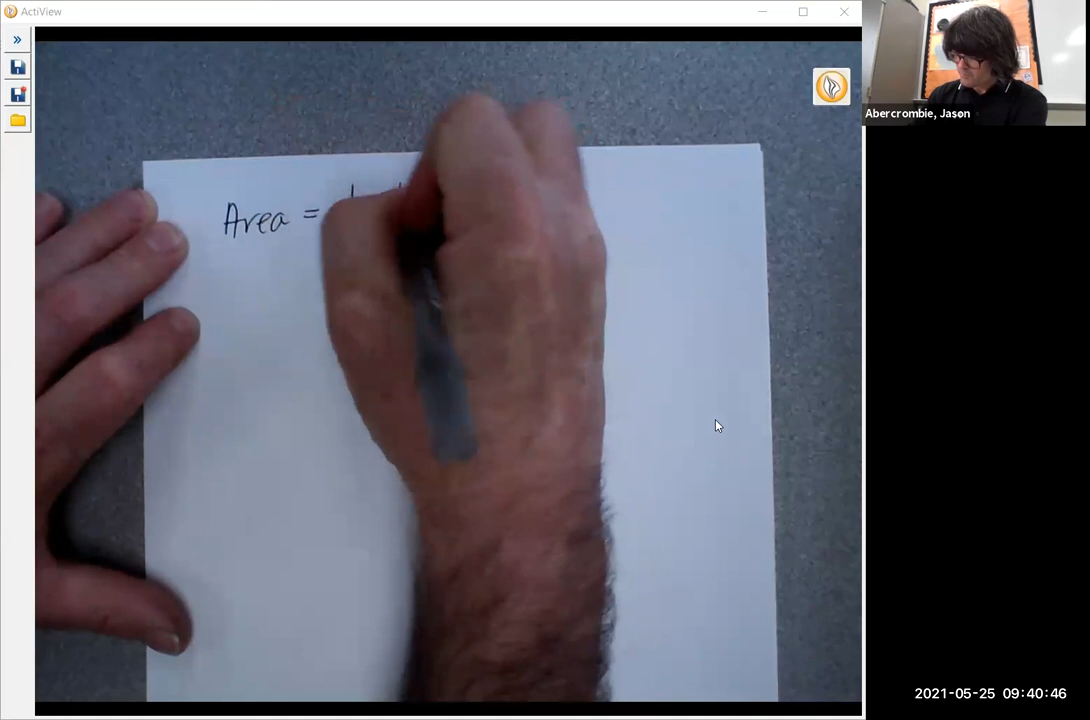 ActiView
Area =
Abercrombie, Jason
2021-05-25 09:40:46